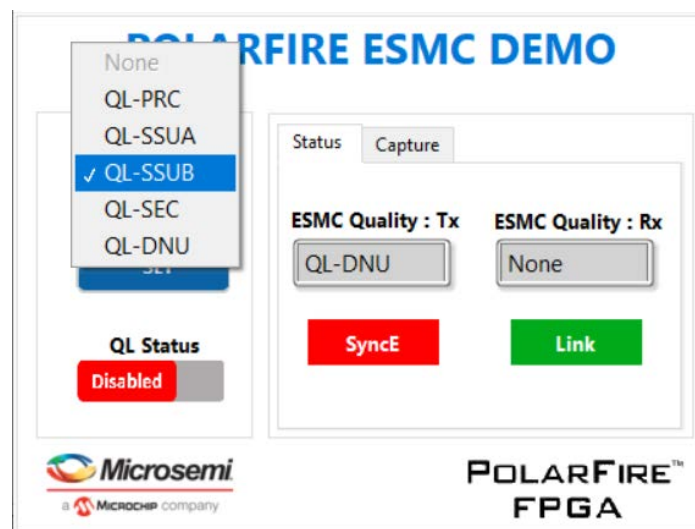 FIRE ESMC DEMO
None
QL-PRC
QL-SSUA
✓ QL-SSUB
QL-SEC
QL-DNU
QL Status
Disabled
Status Capture
ESMC Quality : Tx ESMC Quality : Rx
QL-DNU None
SyncE Link
Microsemi
a MICROCHIP company
POLARFIRE™
FPGA